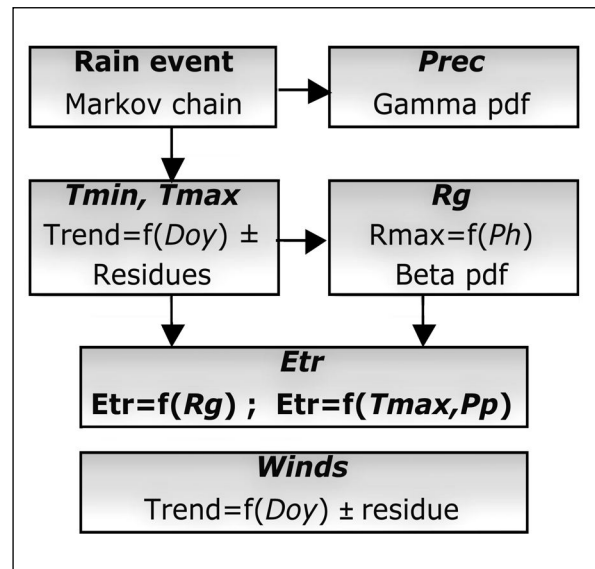 Rain event
Markov chain
Prec
Gamma pdf
Tmin, Tmax
Trend=f(Doy) ±
Residues
Rg
Rmax=f(Ph)
Beta pdf
Etr
Etr=f(Rg) ; Etr=f(Tmax,Pp)
Winds
Trend=f(Doy) ± residue